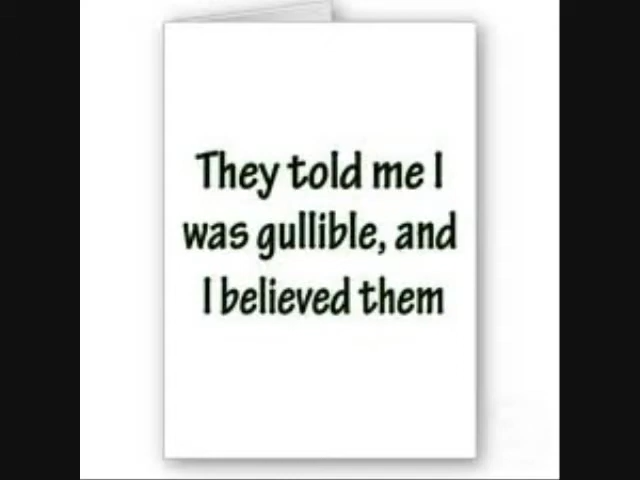 They told me I
was gullible, and
I believed them